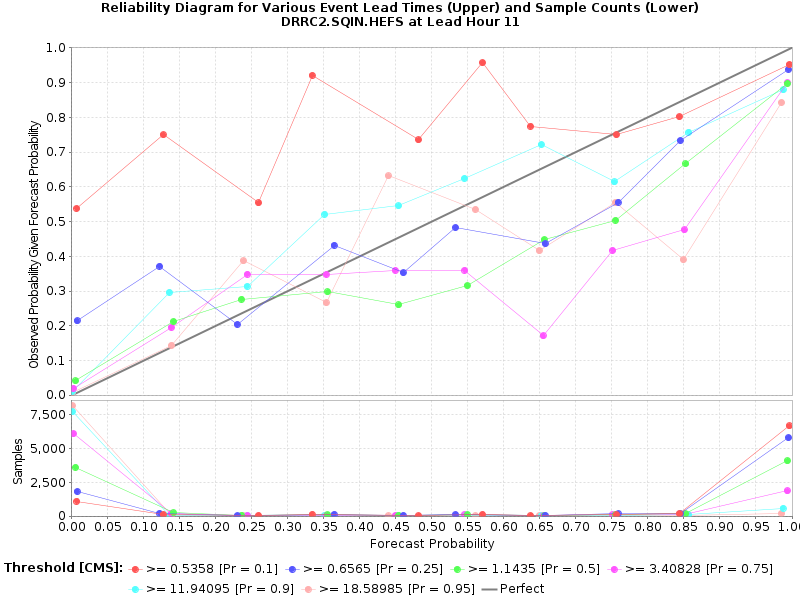 Reliability Diagram for Various Event Lead Times (Upper) and Sample Counts (Lower)
DRRC2.SQIN.HEFS at Lead Hour 11
Observed Probability Given Forecast Probability
1.0
0.9
0.8
0.7
0.6
0.5
0.4
0.3
0.2
0.1
0.0
Samples
7,500
5,000
2,500
0
0.00 0.05 0.10 0.15 0.20 0.25 0.30 0.35 0.40 0.45 0.50 0.55 0.60 0.65 0.70 0.75 0.80 0.85 0.90 0.95 1.00
Forecast Probability
Threshold [CMS]: >= 0.5358 [Pr = 0.1] >= 0.6565 [Pr = 0.25] >= 1.1435 [Pr = 0.5] >= 3.40828 [Pr = 0.75]
>= 11.94095 [Pr = 0.9] >= 18.58985 [Pr = 0.95] Perfect